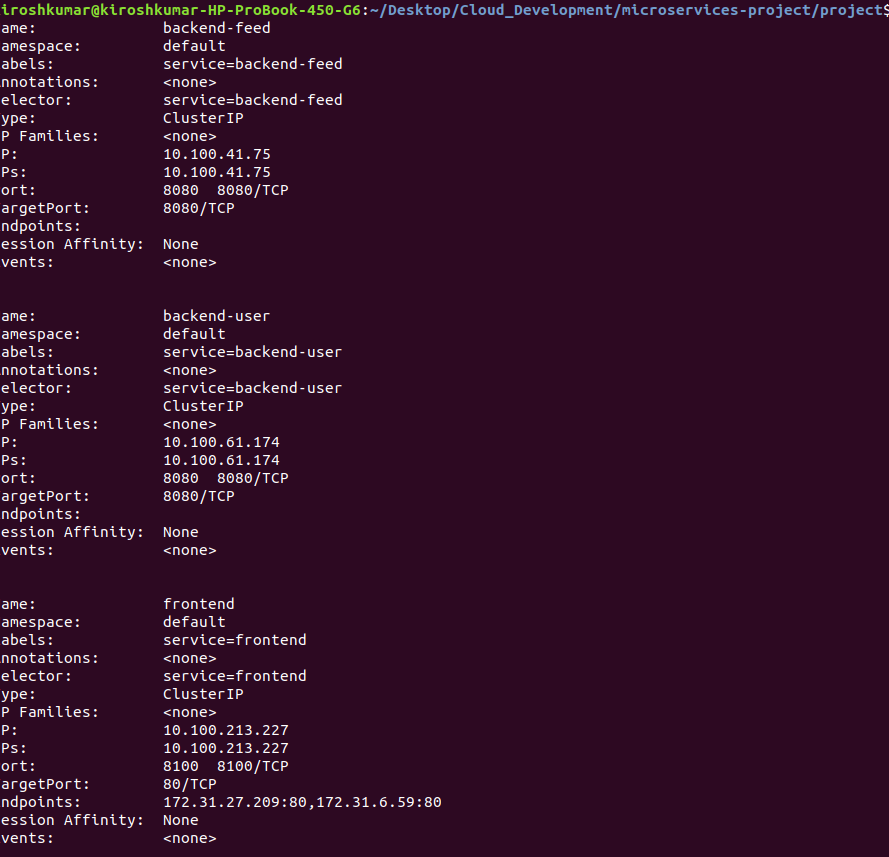 iroshkumar@kiroshkumar-HP-ProBook-450-G6:~/Desktop/Cloud_Development/microservices-project/project$
ame: backend-feed
amespace: default
abels: service=backend-feed
nnotations: <none>
elector: service=backend-feed
ype: ClusterIP
P Families: <none>
P: 10.100.41.75
Ps: 10.100.41.75
ort: 8080 8080/TCP
argetPort: 8080/TCP
ndpoints:
ession Affinity: None
vents: <none>
ame: backend-user
amespace: default
abels: service=backend-user
nnotations: <none>
elector: service=backend-user
ype: ClusterIP
P Families: <none>
P: 10.100.61.174
Ps: 10.100.61.174
ort: 8080 8080/TCP
argetPort: 8080/TCP
ndpoints:
ession Affinity: None
vents: <none>
ame: frontend
amespace: default
abels: service=frontend
nnotations: <none>
elector: service=frontend
ype: ClusterIP
P Families: <none>
P: 10.100.213.227
Ps: 10.100.213.227
ort: 8100 8100/TCP
argetPort: 80/TCP
ndpoints: 172.31.27.209:80,172.31.6.59:80
ession Affinity: None
vents: <none>